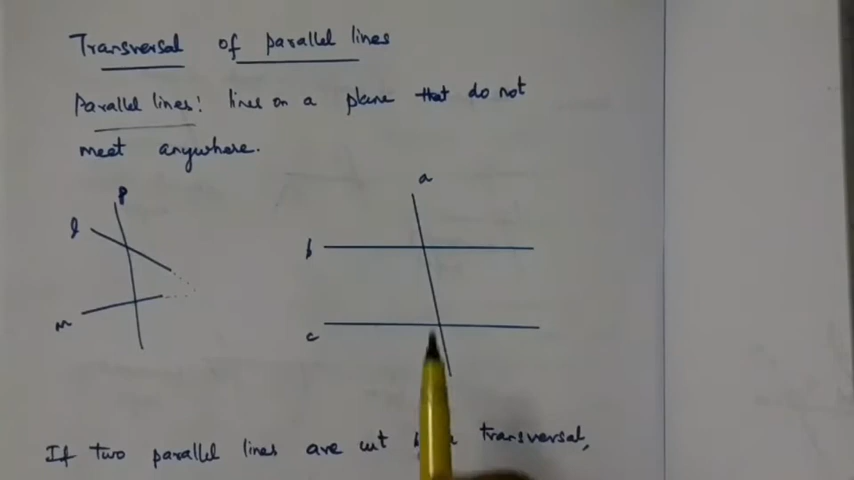 Transversal of parallel lines
Parallel lines: lines on a plane that do not
meet anywhere.
p
l
m
a
b
c
If two parallel lines are cut transversal,